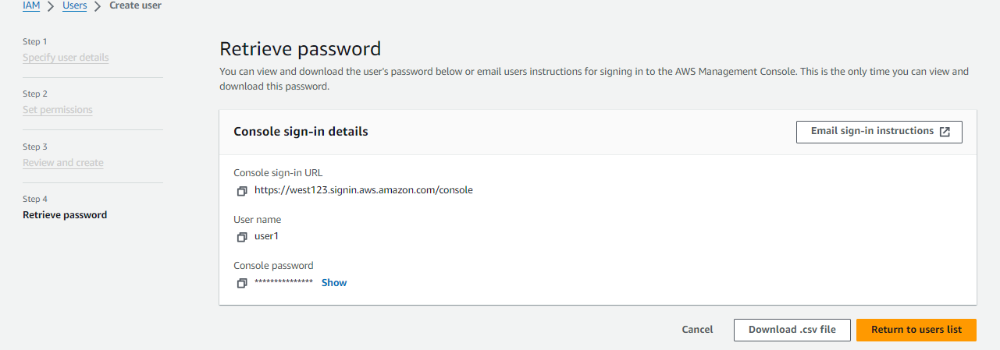 IAM > Users > Create user
Step 1
Specify user details
Step 2
Set permissions
Step 3
Review and create
Step 4
Retrieve password
Retrieve password
You can view and download the user's password below or email users instructions for signing in to the AWS Management Console. This is the only time you can view and
download this password.
Console sign-in details
Email sign-in instructions
Console sign-in URL
https://west123.signin.aws.amazon.com/console
User name
user1
Console password
*************** Show
Cancel Download .csv file Return to users list